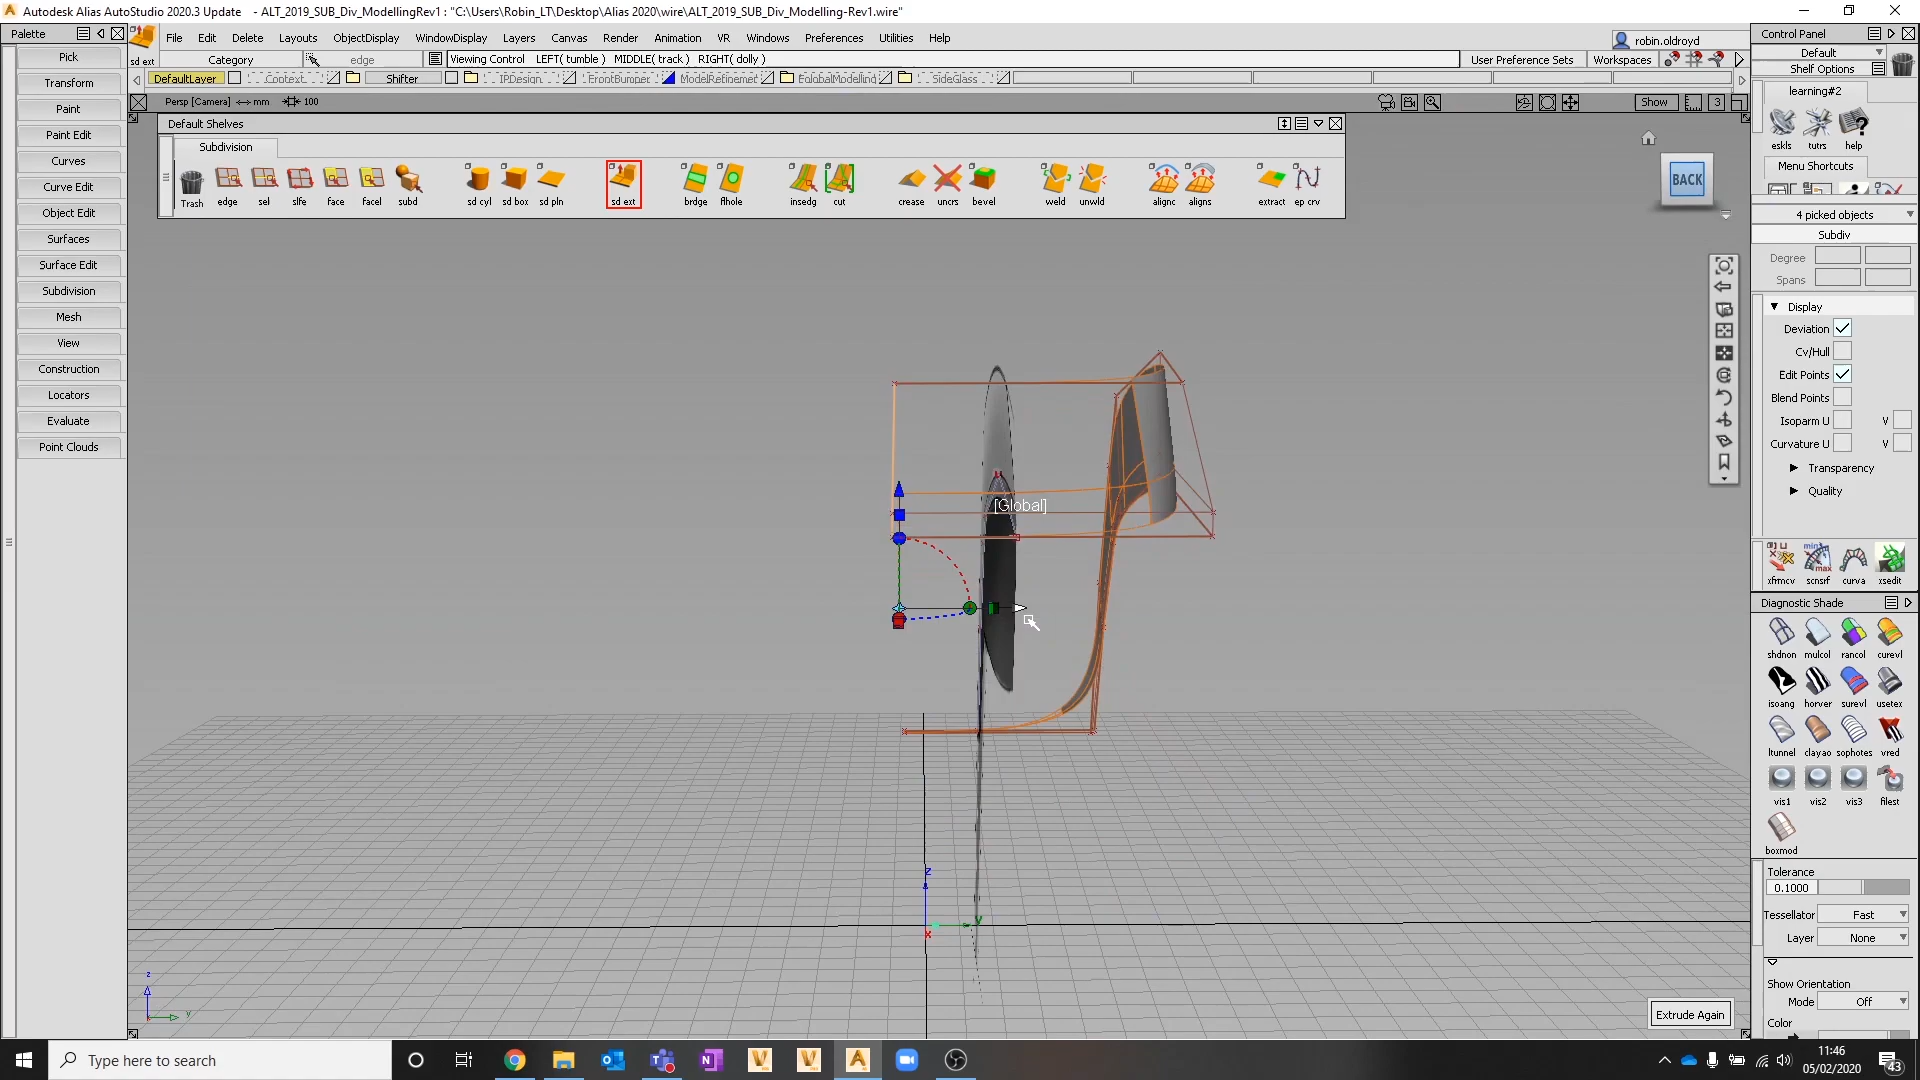 Autodesk Alias AutoStudio 2020.3 Update - ALT_2019_SUB_Div_ModellingRev1 : "C:\Users\Robin_LT\Desktop\Alias 2020\wire\ALT_2019_SUB_Div_Modelling-Rev1.wire"
Palette
File Edit Delete Layouts ObjectDisplay WindowDisplay Layers Canvas Render Animation VR Windows Preferences Utilities Help
robin.oldroyd
sd ext Category edge Viewing Control LEFT( tumble ) MIDDLE( track ) RIGHT( dolly ) User Preference Sets Workspaces
DefaultLayer Context Shifter IPDesign FrontBumper ModelRefinemer FglobalModelling SideGlass
Persp [Camera] <-> mm 100 Show 3
Default Shelves
Subdivision
Trash edge sel slfe face facel subd sd cyl sd box sd pln sd ext brdge flhole insedg cut crease uncrs bevel weld unwld alignc aligns extract ep crv
Pick
Transform
Paint
Paint Edit
Curves
Curve Edit
Object Edit
Surfaces
Surface Edit
Subdivision
Mesh
View
Construction
Locators
Evaluate
Point Clouds
BACK
[Global]
z
y
x
z
y
Extrude Again
Control Panel
Default
Shelf Options
learning#2
eskls tutrs help
Menu Shortcuts
4 picked objects
Subdiv
Degree
Spans
Display
Deviation
Cv/Hull
Edit Points
Blend Points
Isoparm U V
Curvature U V
Transparency
Quality
xfrmcv scnsrf curva xsedit
Diagnostic Shade
shdnon mulcol rancol curevl
isoang horver surevl usetex
ltunnel clayao sophotes vred
vis1 vis2 vis3 filest
boxmod
Tolerance
0.1000
Tessellator Fast
Layer None
Show Orientation
Mode Off
Color
Type here to search
11:46
05/02/2020
43